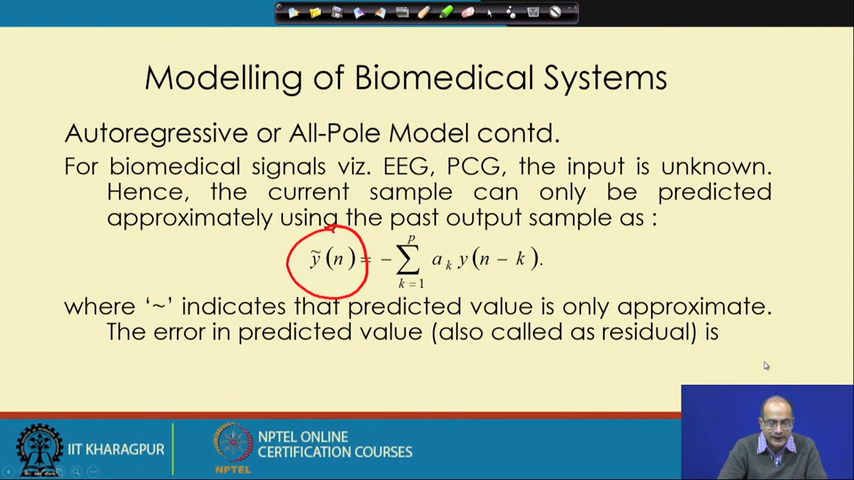 Modelling of Biomedical Systems
Autoregressive or All-Pole Model contd.
For biomedical signals viz. EEG, PCG, the input is unknown.
Hence, the current sample can only be predicted
approximately using the past output sample as :
ỹ(n) = − ∑_{k=1}^{p} a_k y(n − k).
where ‘~’ indicates that predicted value is only approximate.
The error in predicted value (also called as residual) is
IIT KHARAGPUR
NPTEL
NPTEL ONLINE
CERTIFICATION COURSES